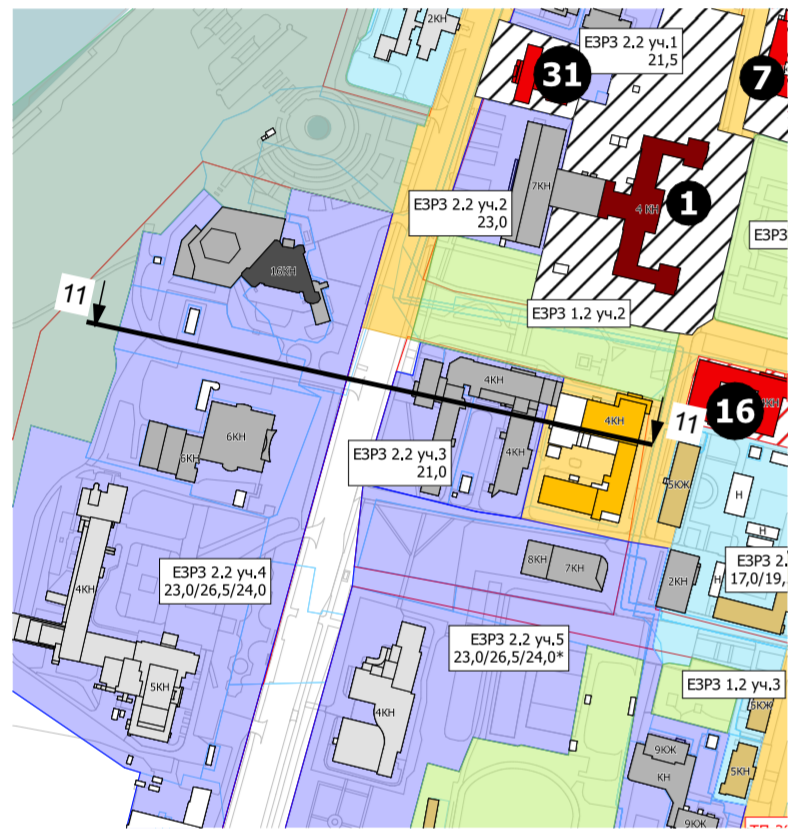 2КН
ЕЗРЗ 2.2 уч.1
21,5
31
7
7КН
ЕЗРЗ 2.2 уч.2
23,0
4 КН
1
ЕЗРЗ
16КН
11
ЕЗРЗ 1.2 уч.2
4КН
4КН
16
11
6КН
6КН
ЕЗРЗ 2.2 уч.3
21,0
4КН
5КЖ
Н
Н
Н
8КН
7КН
2КН
ЕЗРЗ 2.
17,0/19,
ЕЗРЗ 2.2 уч.4
23,0/26,5/24,0
4КН
ЕЗРЗ 2.2 уч.5
23,0/26,5/24,0*
5КН
ЕЗРЗ 1.2 уч.3
4КН
5КЖ
9КЖ
КН
5КН
9КЖ